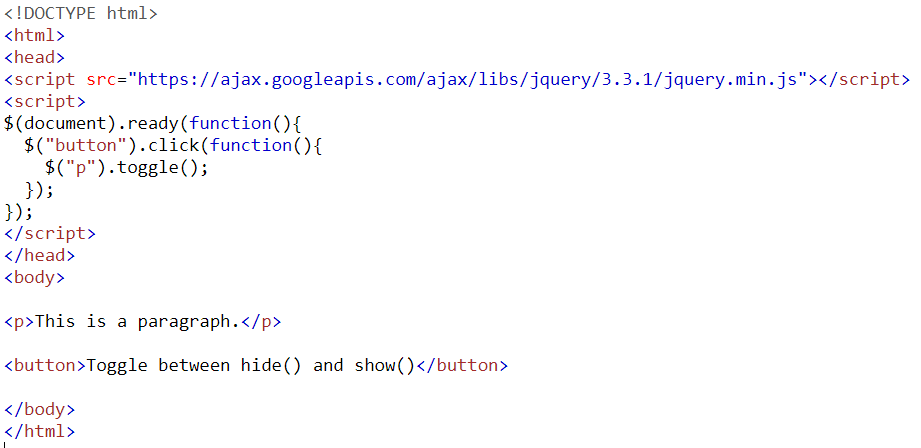 <!DOCTYPE html>
<html>
<head>
<script src="https://ajax.googleapis.com/ajax/libs/jquery/3.3.1/jquery.min.js"></script>
<script>
$(document).ready(function(){
  $("button").click(function(){
    $("p").toggle();
  });
});
</script>
</head>
<body>

<p>This is a paragraph.</p>

<button>Toggle between hide() and show()</button>

</body>
</html>